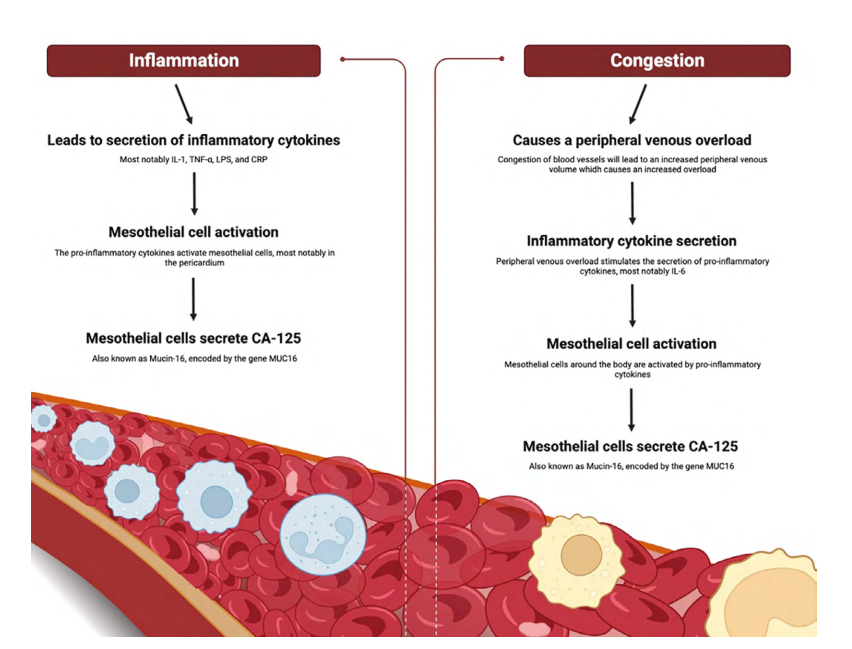 Inflammation
Leads to secretion of inflammatory cytokines
Most notably IL-1, TNF-α, LPS, and CRP
Mesothelial cell activation
The pro-inflammatory cytokines activate mesothelial cells, most notably in
the pericardium
Mesothelial cells secrete CA-125
Also known as Mucin-16, encoded by the gene MUC16
Congestion
Causes a peripheral venous overload
Congestion of blood vessels will lead to an increased peripheral venous
volume whidh causes an increased overload
Inflammatory cytokine secretion
Peripheral venous overload stimulates the secretion of pro-inflammatory
cytokines, most notably IL-6
Mesothelial cell activation
Mesothelial cells around the body are activated by pro-inflammatory
cytokines
Mesothelial cells secrete CA-125
Also known as Mucin-16, encoded by the gene MUC16